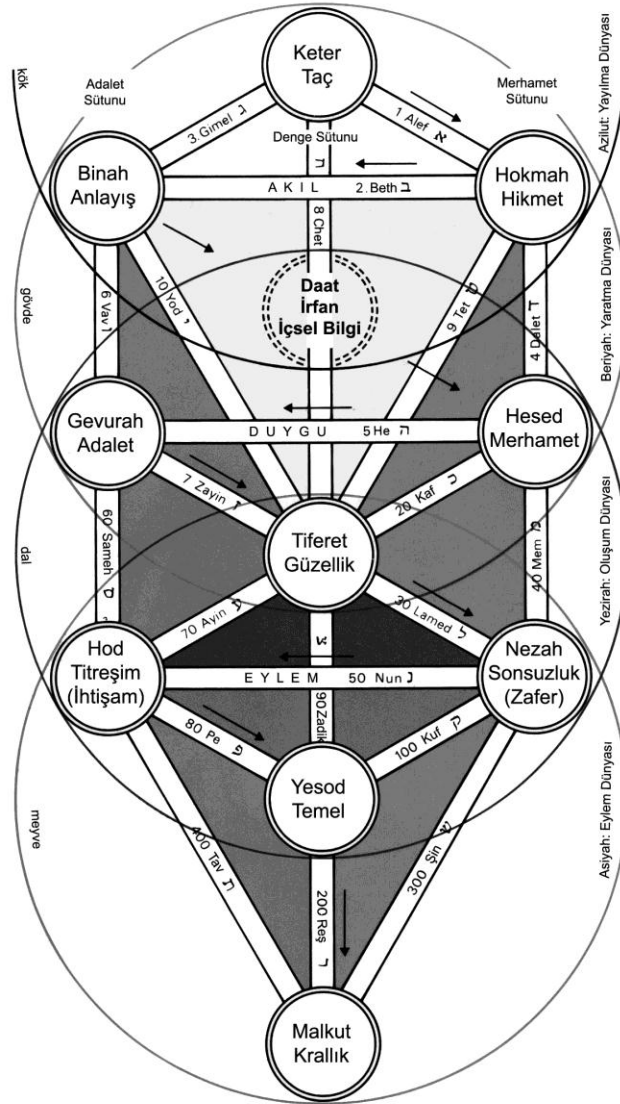 Keter
Taç
kök
Adalet
Sütunu
Merhamet
Sütunu
Azilut: Yayılma Dünyası
3. Gimel ג
1 Alef א
Denge Sütunu
Binah
Anlayış
Hokmah
Hikmet
A K I L 2. Beth ב
ח
8 Chet
Daat
İrfan
İçsel Bilgi
gövde
Beriyah: Yaratma Dünyası
6 Vav ו
10 Yod י
9 Tet ט
4 Dalet ד
Gevurah
Adalet
Hesed
Merhamet
D U Y G U 5 He ה
7 Zayin ז
20 Kaf כ
Tiferet
Güzellik
dal
Yezirah: Oluşum Dünyası
60 Sameh ס
40 Mem מ
70 Ayin ע
30 Lamed ל
Hod
Titreşim
(İhtişam)
Nezah
Sonsuzluk
(Zafer)
E Y L E M 50 Nun נ
צ
90 Zadik
80 Pe פ
100 Kuf ק
Yesod
Temel
meyve
Asiyah: Eylem Dünyası
400 Tav ת
200 Reş ר
300 Şin ש
Malkut
Krallık